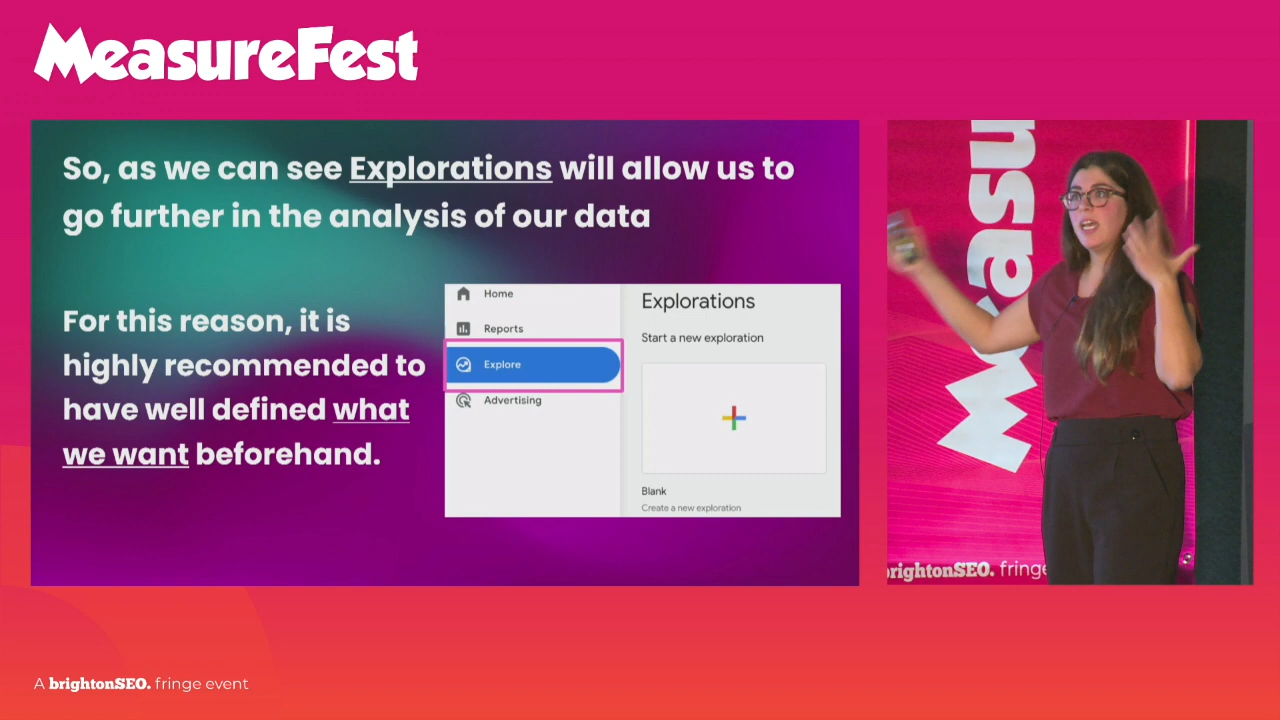 MeasureFest
So, as we can see Explorations will allow us to
go further in the analysis of our data
For this reason, it is
highly recommended to
have well defined what
we want beforehand.
Home
Reports
Explore
Advertising
Explorations
Start a new exploration
Blank
Create a new exploration
Measu
brightonSEO. fringe
A brightonSEO. fringe event